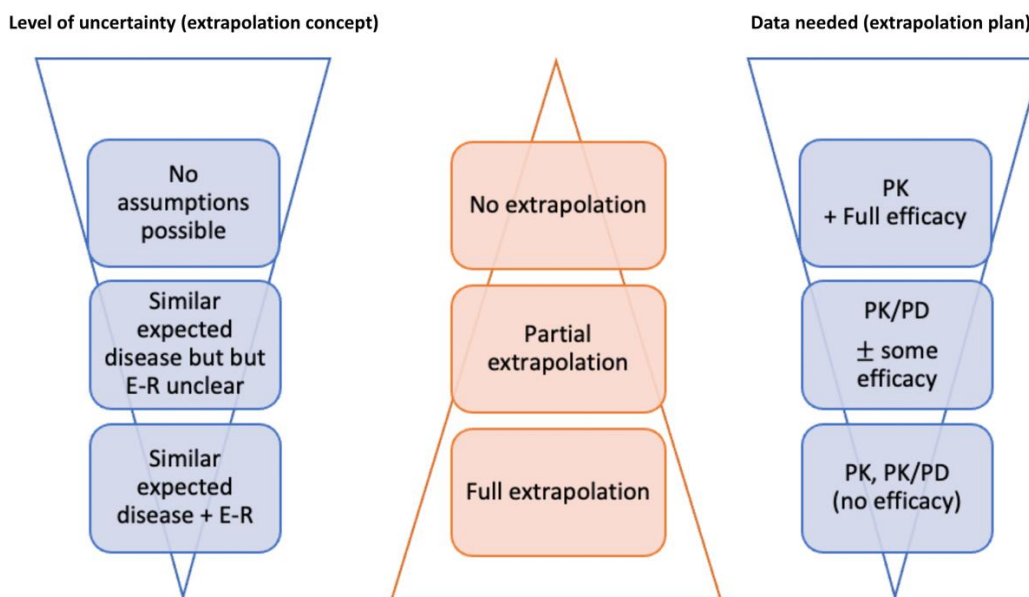 Level of uncertainty (extrapolation concept)
Data needed (extrapolation plan)
No
assumptions
possible
No extrapolation
PK
+ Full efficacy
Similar
expected
disease but but
E-R unclear
Partial
extrapolation
PK/PD
± some
efficacy
Similar
expected
disease + E-R
Full extrapolation
PK, PK/PD
(no efficacy)